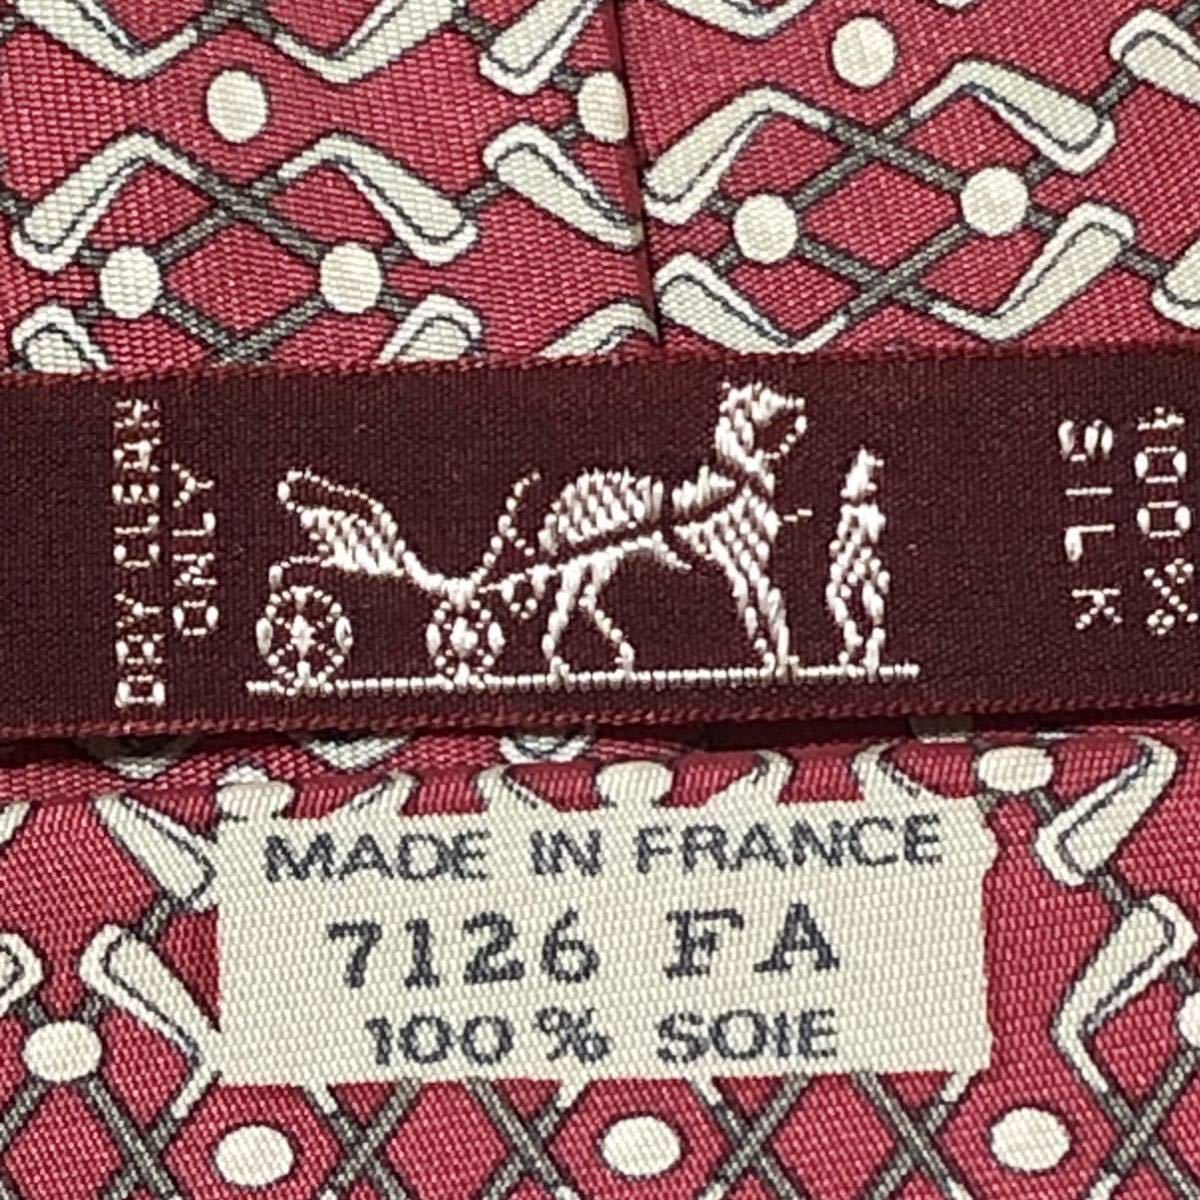 DRY CLEAN
ONLY
100%
SILK
MADE IN FRANCE
7126 FA
100% SOIE